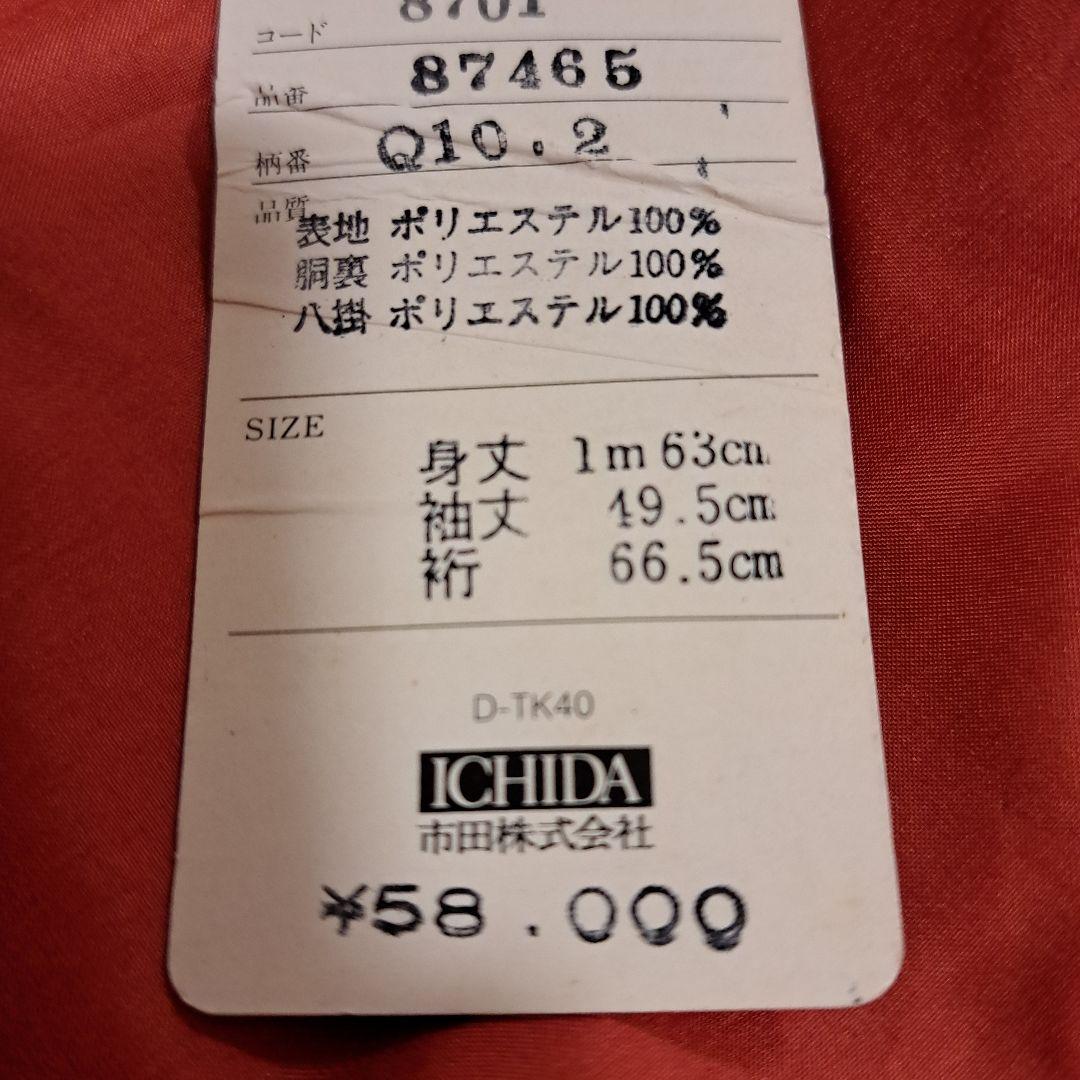 コード 8701
品番 87465
柄番 Q10.2
品質
表地 ポリエステル100%
胴裏 ポリエステル100%
八掛 ポリエステル100%
SIZE
身丈 1m63cm
袖丈 49.5cm
裄 66.5cm
D-TK40
ICHIDA
市田株式会社
¥58.000